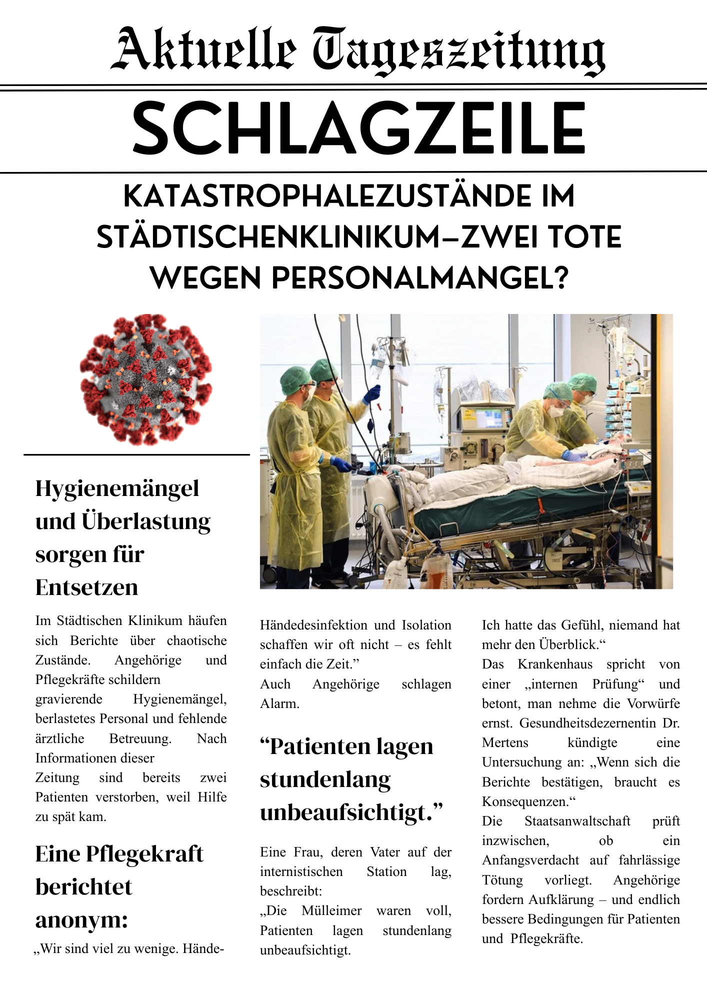 Aktuelle Tageszeitung
SCHLAGZEILE
KATASTROPHALEZUSTÄNDE IM
STÄDTISCHENKLINIKUM–ZWEI TOTE
WEGEN PERSONALMANGEL?
Hygienemängel
und Überlastung
sorgen für
Entsetzen
Im Städtischen Klinikum häufen
sich Berichte über chaotische
Zustände. Angehörige und
Pflegekräfte schildern
gravierende Hygienemängel,
berlastetes Personal und fehlende
ärztliche Betreuung. Nach
Informationen dieser
Zeitung sind bereits zwei
Patienten verstorben, weil Hilfe
zu spät kam.
Eine Pflegekraft
berichtet
anonym:
„Wir sind viel zu wenige. Hände-
Händedesinfektion und Isolation
schaffen wir oft nicht – es fehlt
einfach die Zeit.”
Auch Angehörige schlagen
Alarm.
“Patienten lagen
stundenlang
unbeaufsichtigt.”
Eine Frau, deren Vater auf der
internistischen Station lag,
beschreibt:
„Die Mülleimer waren voll,
Patienten lagen stundenlang
unbeaufsichtigt.
Ich hatte das Gefühl, niemand hat
mehr den Überblick.“
Das Krankenhaus spricht von
einer „internen Prüfung“ und
betont, man nehme die Vorwürfe
ernst. Gesundheitsdezernentin Dr.
Mertens kündigte eine
Untersuchung an: „Wenn sich die
Berichte bestätigen, braucht es
Konsequenzen.“
Die Staatsanwaltschaft prüft
inzwischen, ob ein
Anfangsverdacht auf fahrlässige
Tötung vorliegt. Angehörige
fordern Aufklärung – und endlich
bessere Bedingungen für Patienten
und Pflegekräfte.